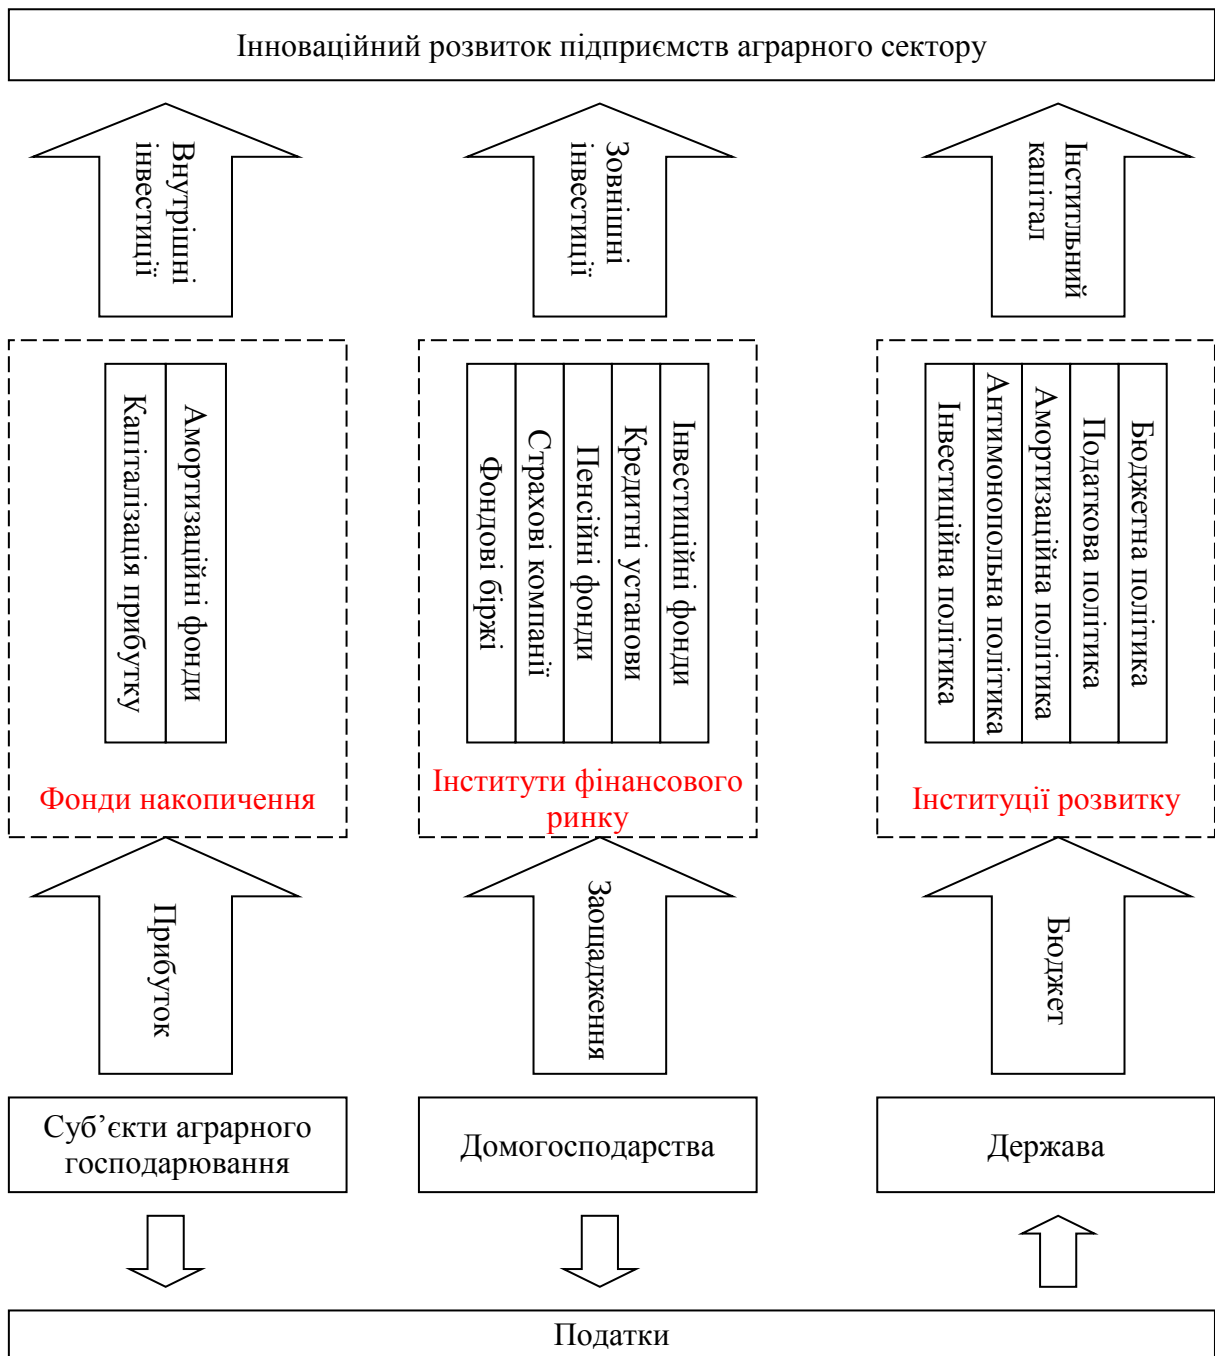 Інноваційний розвиток підприємств аграрного сектору
Внутрішні
інвестиції
Зовнішні
інвестиції
Інститльний
капітал
Капіталізація прибутку
Амортизаційні фонди
Фонди накопичення
Фондові біржі
Страхові компанії
Пенсійні фонди
Кредитні установи
Інвестиційні фонди
Інститути фінансового
ринку
Інвестиційна політика
Антимонопольна політика
Амортизаційна політика
Податкова політика
Бюджетна політика
Інституції розвитку
Прибуток
Заощадження
Бюджет
Суб’єкти аграрного
господарювання
Домогосподарства
Держава
Податки